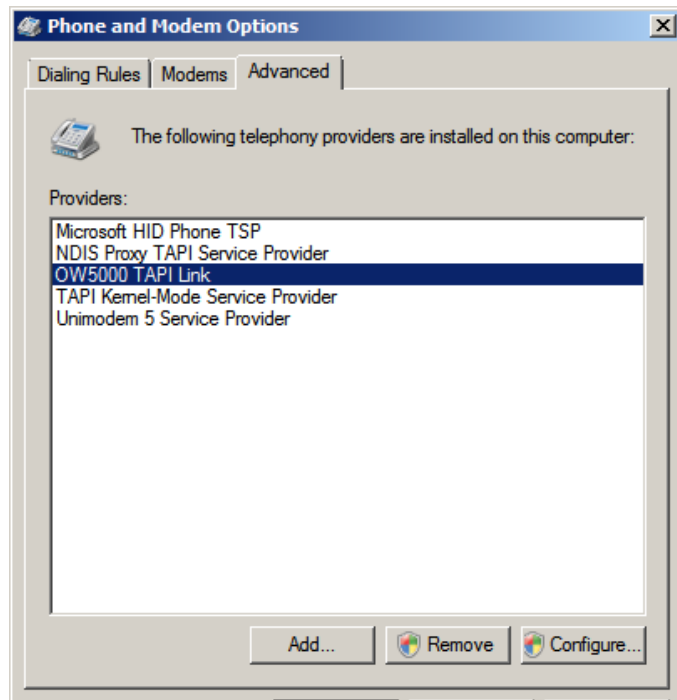 Phone and Modem Options
Dialing Rules Modems Advanced
The following telephony providers are installed on this computer:
Providers:
Microsoft HID Phone TSP
NDIS Proxy TAPI Service Provider
OW5000 TAPI Link
TAPI Kernel-Mode Service Provider
Unimodem 5 Service Provider
Add... Remove Configure...